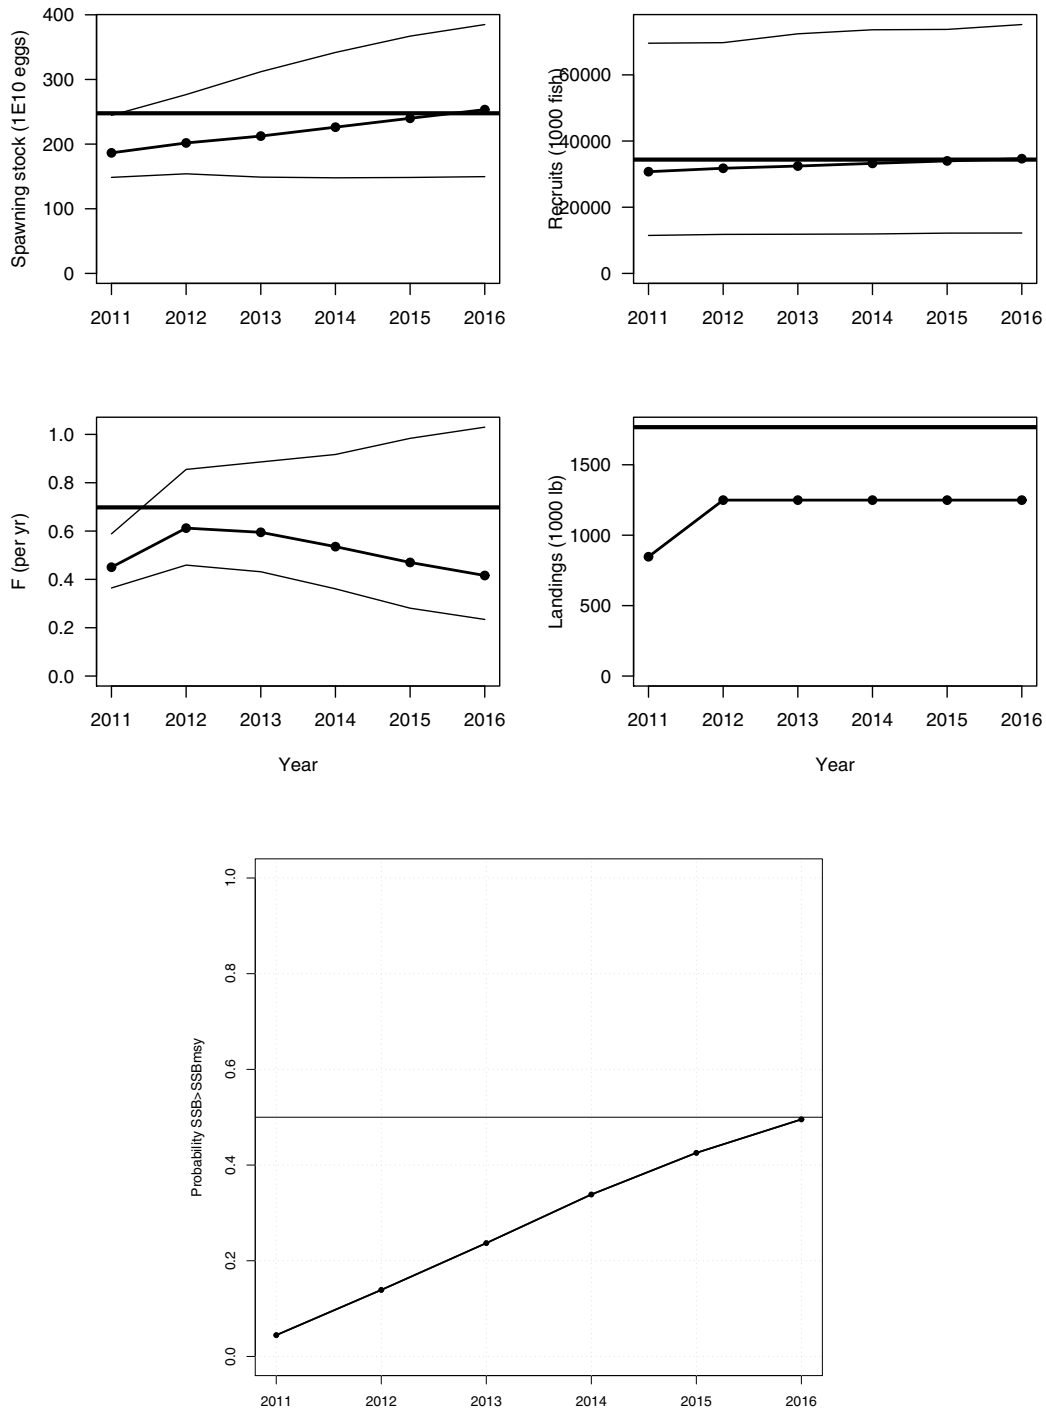 Spawning stock (1E10 eggs)
400
300
200
100
0
2011 2012 2013 2014 2015 2016
Recruits (1000 fish)
60000
40000
20000
0
2011 2012 2013 2014 2015 2016
F (per yr)
1.0
0.8
0.6
0.4
0.2
0.0
2011 2012 2013 2014 2015 2016
Year
Landings (1000 lb)
1500
1000
500
0
2011 2012 2013 2014 2015 2016
Year
Probability SSB>SSBmsy
1.0
0.8
0.6
0.4
0.2
0.0
2011 2012 2013 2014 2015 2016